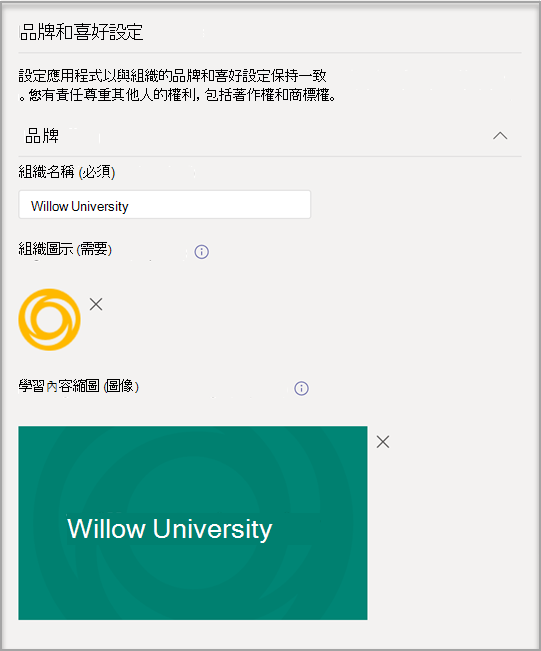 品牌和喜好設定
設定應用程式以與組織的品牌和喜好設定保持一致
。您有責任尊重其他人的權利, 包括著作權和商標權。
品牌
組織名稱 (必須)
Willow University
組織圖示 (需要)
學習內容縮圖 (圖像)
Willow University